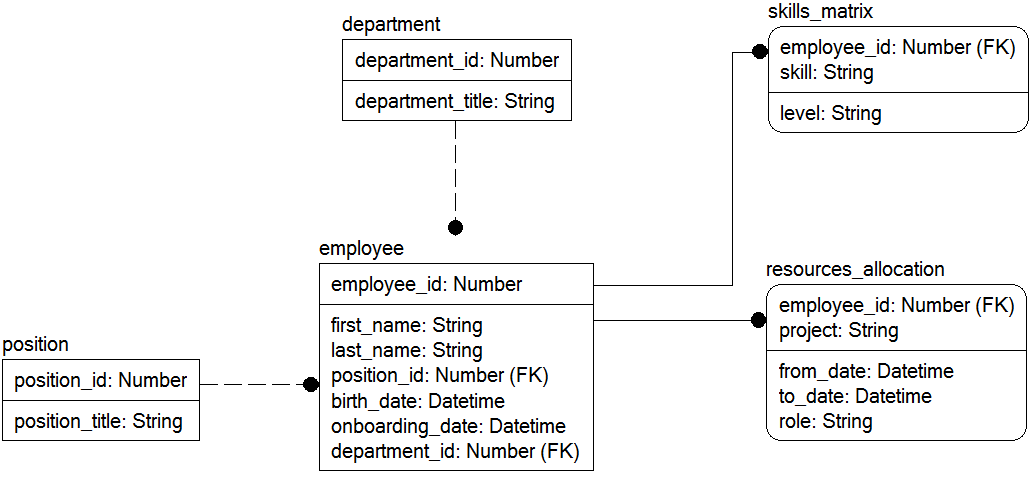 department
department_id: Number
department_title: String
skills_matrix
employee_id: Number (FK)
skill: String
level: String
employee
employee_id: Number
first_name: String
last_name: String
position_id: Number (FK)
birth_date: Datetime
onboarding_date: Datetime
department_id: Number (FK)
resources_allocation
employee_id: Number (FK)
project: String
from_date: Datetime
to_date: Datetime
role: String
position
position_id: Number
position_title: String